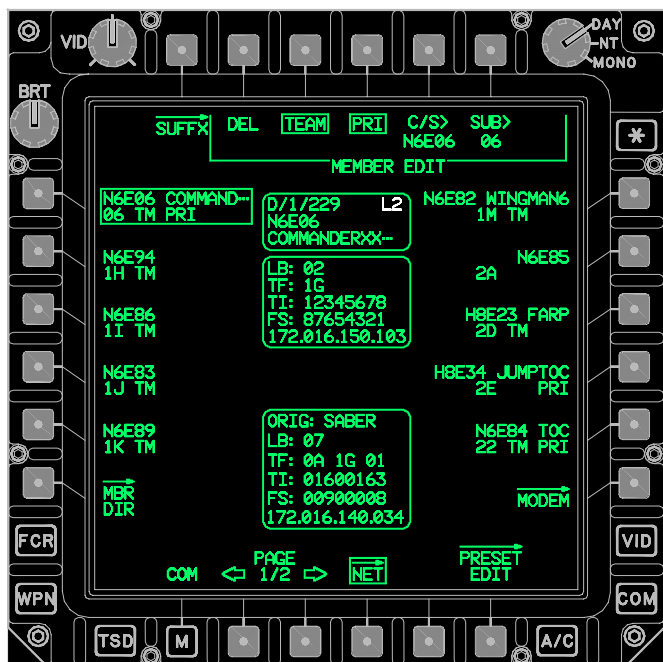 VID
DAY
NT
MONO
BRT
SUFFX DEL TEAM PRI C/S> SUB>
N6E06 06
MEMBER EDIT
*
N6E06 COMMAND…
06 TM PRI
D/1/229 L2
N6E06
COMMANDERXX…
N6E82 WINGMAN6
1M TM
N6E94
1H TM
LB: 02
TF: 1G
TI: 12345678
FS: 87654321
172.016.150.103
N6E85
2A
N6E86
1I TM
H8E23 FARP
2D TM
N6E83
1J TM
H8E34 JUMPTOC
2E PRI
N6E89
1K TM
ORIG: SABER
LB: 07
TF: 0A 1G 01
TI: 01600163
FS: 00900008
172.016.140.034
N6E84 TOC
22 TM PRI
MBR
DIR
MODEM
FCR
VID
COM
PAGE
1/2
NET
PRESET
EDIT
WPN
COM
TSD
M
A/C